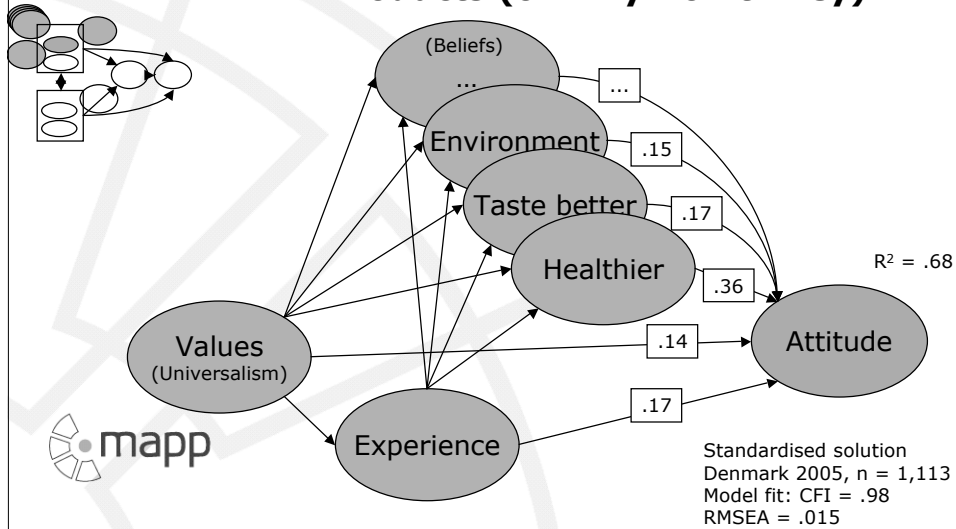 (Beliefs)
...
...
Environment
.15
Taste better
.17
Healthier
.36
R² = .68
Values
(Universalism)
.14
Attitude
.17
Experience
mapp
Standardised solution
Denmark 2005, n = 1,113
Model fit: CFI = .98
RMSEA = .015